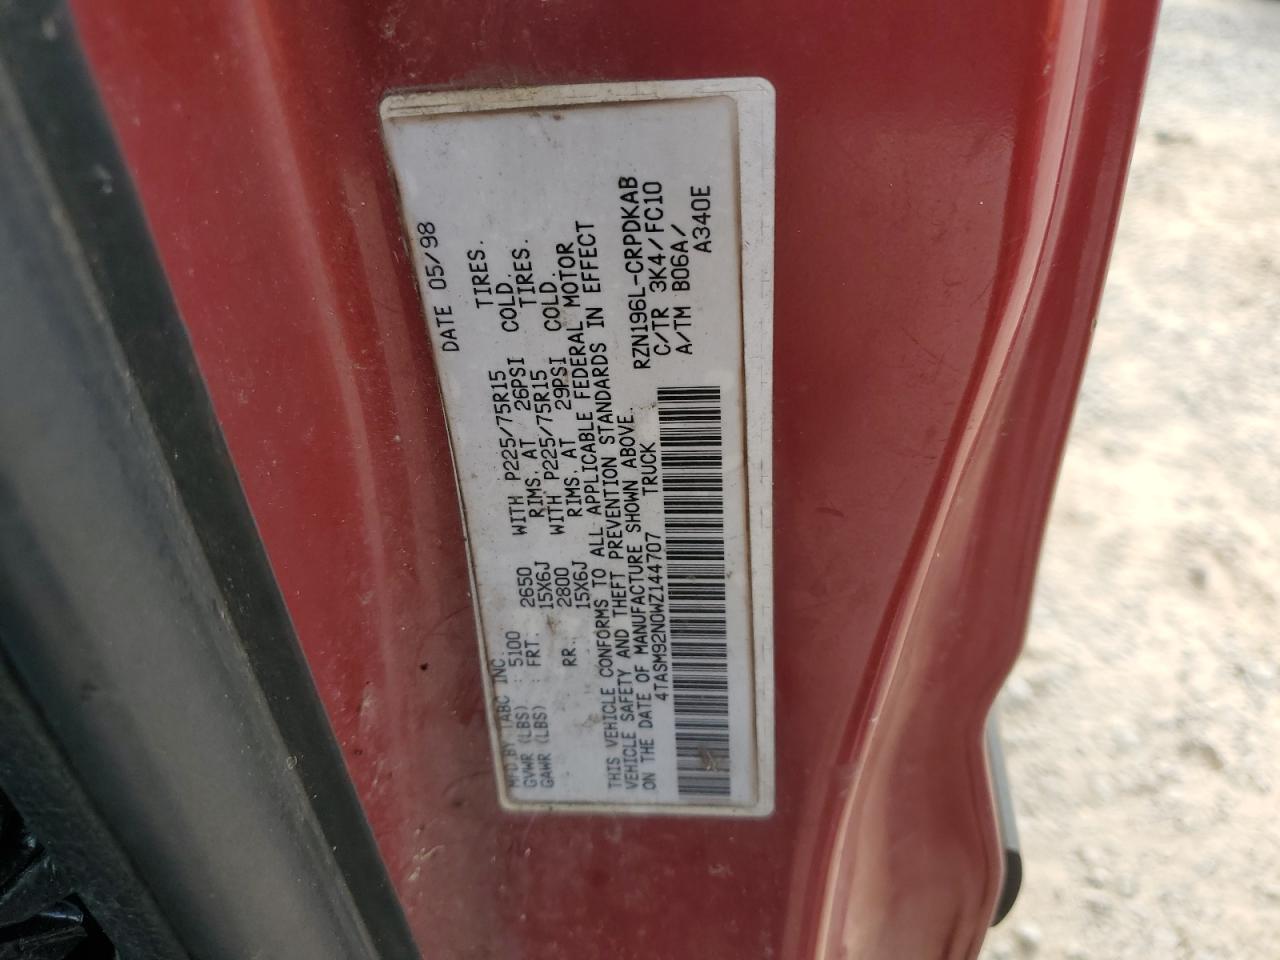 MFD.BY TABC INC. DATE 05/98
GVWR (LBS) : 5100
GAWR (LBS) : FRT. 2650 WITH P225/75R15 TIRES.
15X6J RIMS. AT 26PSI COLD.
RR. 2800 WITH P225/75R15 TIRES.
15X6J RIMS. AT 29PSI COLD.
THIS VEHICLE CONFORMS TO ALL APPLICABLE FEDERAL MOTOR
VEHICLE SAFETY AND THEFT PREVENTION STANDARDS IN EFFECT
ON THE DATE OF MANUFACTURE SHOWN ABOVE.
4TASM92N0WZ144707 TRUCK
RZN196L-CRPDKAB
C/TR 3K4/FC10
A/TM B06A/
A340E